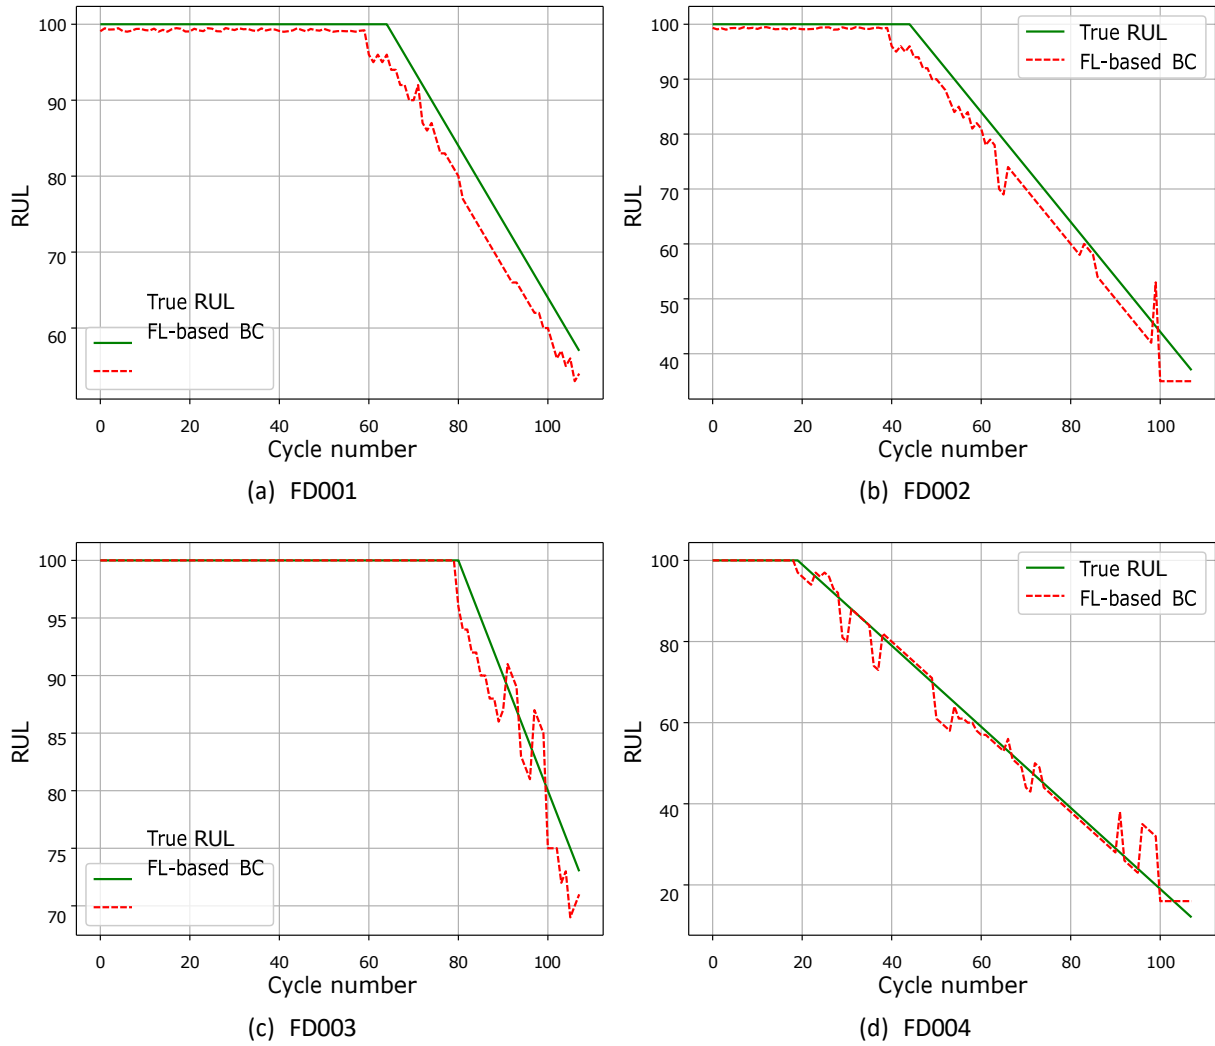 100
90
80
70
60
RUL
True RUL
FL-based BC
0 20 40 60 80 100
Cycle number
(a) FD001
100
90
80
70
60
50
40
RUL
True RUL
FL-based BC
0 20 40 60 80 100
Cycle number
(b) FD002
100
95
90
85
80
75
70
RUL
True RUL
FL-based BC
0 20 40 60 80 100
Cycle number
(c) FD003
100
80
60
40
20
RUL
True RUL
FL-based BC
0 20 40 60 80 100
Cycle number
(d) FD004